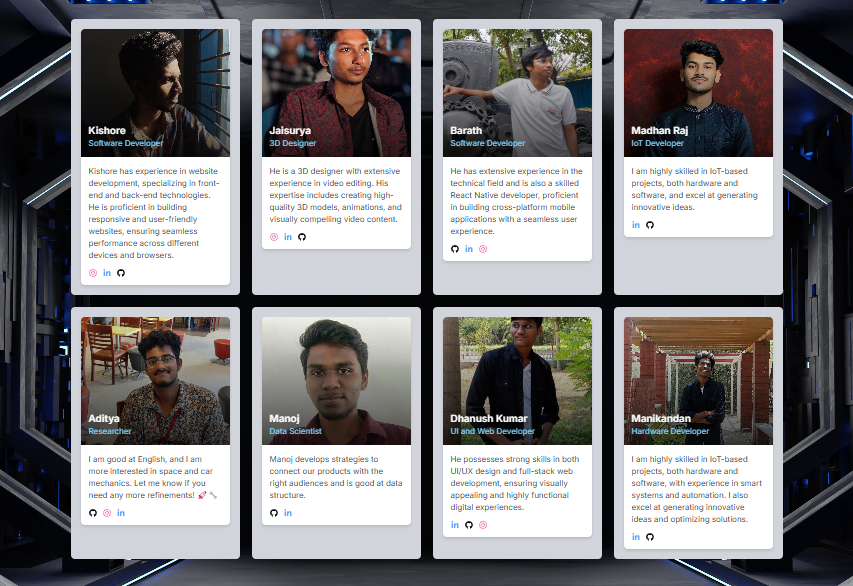 Kishore
Software Developer
Kishore has experience in website
development, specializing in front-
end and back-end technologies.
He is proficient in building
responsive and user-friendly
websites, ensuring seamless
performance across different
devices and browsers.
in
Jaisurya
3D Designer
He is a 3D designer with extensive
experience in video editing. His
expertise includes creating high-
quality 3D models, animations, and
visually compelling video content.
in
Barath
Software Developer
He has extensive experience in the
technical field and is also a skilled
React Native developer, proficient
in building cross-platform mobile
applications with a seamless user
experience.
in
Madhan Raj
IoT Developer
I am highly skilled in IoT-based
projects, both hardware and
software, and excel at generating
innovative ideas.
in
Aditya
Researcher
I am good at English, and I am
more interested in space and car
mechanics. Let me know if you
need any more refinements! 🚀 🔧
in
Manoj
Data Scientist
Manoj develops strategies to
connect our products with the
right audiences and is good at data
structure.
in
Dhanush Kumar
UI and Web Developer
He possesses strong skills in both
UI/UX design and full-stack web
development, ensuring visually
appealing and highly functional
digital experiences.
in
Manikandan
Hardware Developer
I am highly skilled in IoT-based
projects, both hardware and
software, with experience in smart
systems and automation. I also
excel at generating innovative
ideas and optimizing solutions.
in